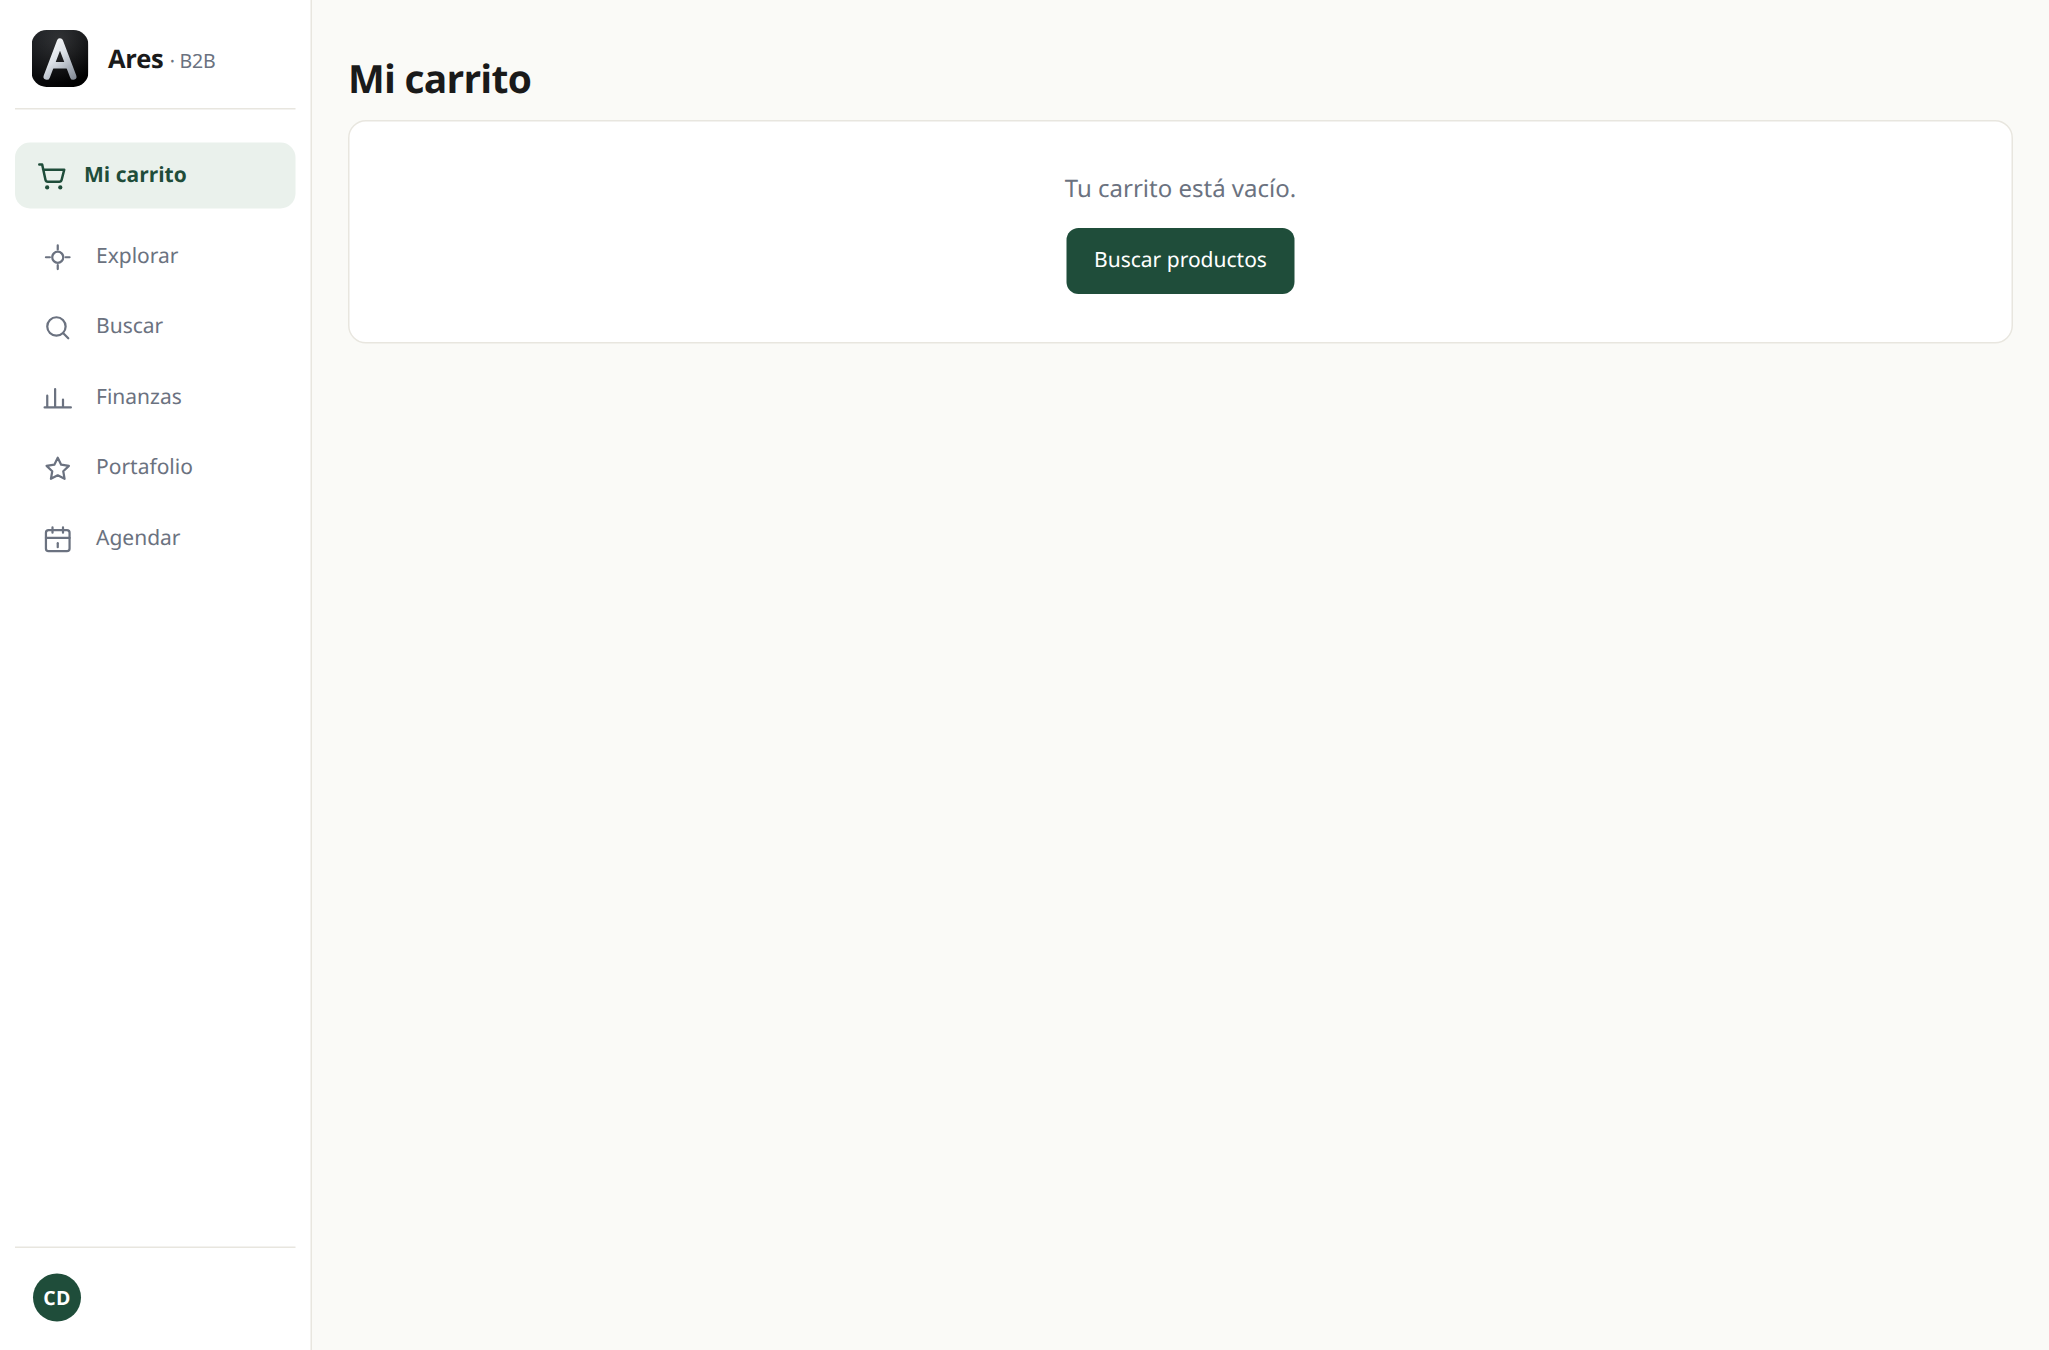 A
Ares · B2B
Mi carrito
Explorar
Buscar
Finanzas
Portafolio
Agendar
CD
Mi carrito
Tu carrito está vacío.
Buscar productos